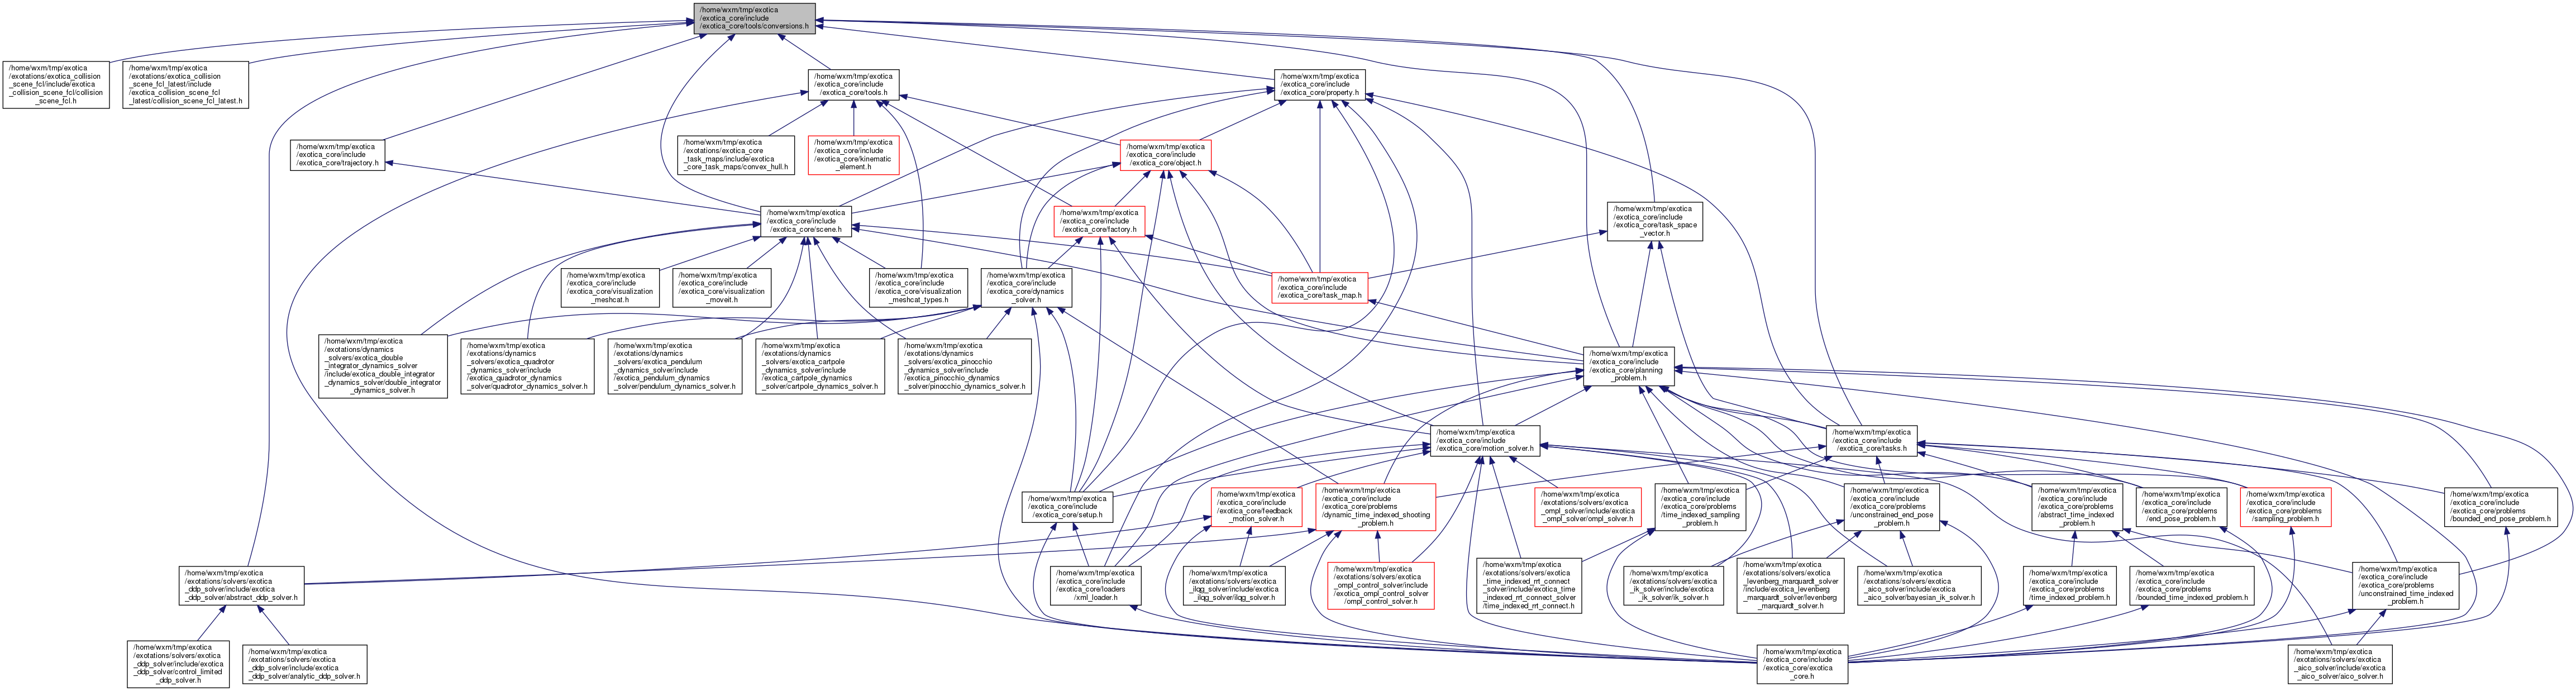 /home/wxm/tmp/exotica
/exotica_core/include
/exotica_core/tools/conversions.h
/home/wxm/tmp/exotica
/exotations/exotica_collision
_scene_fcl/include/exotica
_collision_scene_fcl/collision
_scene_fcl.h
/home/wxm/tmp/exotica
/exotations/exotica_collision
_scene_fcl_latest/include
/exotica_collision_scene_fcl
_latest/collision_scene_fcl_latest.h
/home/wxm/tmp/exotica
/exotica_core/include
/exotica_core/tools.h
/home/wxm/tmp/exotica
/exotica_core/include
/exotica_core/property.h
/home/wxm/tmp/exotica
/exotica_core/include
/exotica_core/trajectory.h
/home/wxm/tmp/exotica
/exotations/exotica_core
_task_maps/include/exotica
_core_task_maps/convex_hull.h
/home/wxm/tmp/exotica
/exotica_core/include
/exotica_core/kinematic
_element.h
/home/wxm/tmp/exotica
/exotica_core/include
/exotica_core/object.h
/home/wxm/tmp/exotica
/exotica_core/include
/exotica_core/scene.h
/home/wxm/tmp/exotica
/exotica_core/include
/exotica_core/factory.h
/home/wxm/tmp/exotica
/exotica_core/include
/exotica_core/task_space
_vector.h
/home/wxm/tmp/exotica
/exotica_core/include
/exotica_core/visualization
_meshcat.h
/home/wxm/tmp/exotica
/exotica_core/include
/exotica_core/visualization
_moveit.h
/home/wxm/tmp/exotica
/exotica_core/include
/exotica_core/visualization
_meshcat_types.h
/home/wxm/tmp/exotica
/exotica_core/include
/exotica_core/dynamics
_solver.h
/home/wxm/tmp/exotica
/exotica_core/include
/exotica_core/task_map.h
/home/wxm/tmp/exotica
/exotations/dynamics
_solvers/exotica_double
_integrator_dynamics_solver
/include/exotica_double_integrator
_dynamics_solver/double_integrator
_dynamics_solver.h
/home/wxm/tmp/exotica
/exotations/dynamics
_solvers/exotica_quadrotor
_dynamics_solver/include
/exotica_quadrotor_dynamics
_solver/quadrotor_dynamics_solver.h
/home/wxm/tmp/exotica
/exotations/dynamics
_solvers/exotica_pendulum
_dynamics_solver/include
/exotica_pendulum_dynamics
_solver/pendulum_dynamics_solver.h
/home/wxm/tmp/exotica
/exotations/dynamics
_solvers/exotica_cartpole
_dynamics_solver/include
/exotica_cartpole_dynamics
_solver/cartpole_dynamics_solver.h
/home/wxm/tmp/exotica
/exotations/dynamics
_solvers/exotica_pinocchio
_dynamics_solver/include
/exotica_pinocchio_dynamics
_solver/pinocchio_dynamics_solver.h
/home/wxm/tmp/exotica
/exotica_core/include
/exotica_core/planning
_problem.h
/home/wxm/tmp/exotica
/exotica_core/include
/exotica_core/motion_solver.h
/home/wxm/tmp/exotica
/exotica_core/include
/exotica_core/tasks.h
/home/wxm/tmp/exotica
/exotica_core/include
/exotica_core/setup.h
/home/wxm/tmp/exotica
/exotica_core/include
/exotica_core/feedback
_motion_solver.h
/home/wxm/tmp/exotica
/exotica_core/include
/exotica_core/problems
/dynamic_time_indexed_shooting
_problem.h
/home/wxm/tmp/exotica
/exotations/solvers/exotica
_ompl_solver/include/exotica
_ompl_solver/ompl_solver.h
/home/wxm/tmp/exotica
/exotica_core/include
/exotica_core/problems
/time_indexed_sampling
_problem.h
/home/wxm/tmp/exotica
/exotica_core/include
/exotica_core/problems
/unconstrained_end_pose
_problem.h
/home/wxm/tmp/exotica
/exotica_core/include
/exotica_core/problems
/abstract_time_indexed
_problem.h
/home/wxm/tmp/exotica
/exotica_core/include
/exotica_core/problems
/end_pose_problem.h
/home/wxm/tmp/exotica
/exotica_core/include
/exotica_core/problems
/sampling_problem.h
/home/wxm/tmp/exotica
/exotica_core/include
/exotica_core/problems
/bounded_end_pose_problem.h
/home/wxm/tmp/exotica
/exotations/solvers/exotica
_ddp_solver/include/exotica
_ddp_solver/abstract_ddp_solver.h
/home/wxm/tmp/exotica
/exotica_core/include
/exotica_core/loaders
/xml_loader.h
/home/wxm/tmp/exotica
/exotations/solvers/exotica
_ilqg_solver/include/exotica
_ilqg_solver/ilqg_solver.h
/home/wxm/tmp/exotica
/exotations/solvers/exotica
_ompl_control_solver/include
/exotica_ompl_control_solver
/ompl_control_solver.h
/home/wxm/tmp/exotica
/exotations/solvers/exotica
_time_indexed_rrt_connect
_solver/include/exotica_time
_indexed_rrt_connect_solver
/time_indexed_rrt_connect.h
/home/wxm/tmp/exotica
/exotations/solvers/exotica
_ik_solver/include/exotica
_ik_solver/ik_solver.h
/home/wxm/tmp/exotica
/exotations/solvers/exotica
_levenberg_marquardt_solver
/include/exotica_levenberg
_marquardt_solver/levenberg
_marquardt_solver.h
/home/wxm/tmp/exotica
/exotations/solvers/exotica
_aico_solver/include/exotica
_aico_solver/bayesian_ik_solver.h
/home/wxm/tmp/exotica
/exotica_core/include
/exotica_core/problems
/time_indexed_problem.h
/home/wxm/tmp/exotica
/exotica_core/include
/exotica_core/problems
/bounded_time_indexed_problem.h
/home/wxm/tmp/exotica
/exotica_core/include
/exotica_core/problems
/unconstrained_time_indexed
_problem.h
/home/wxm/tmp/exotica
/exotations/solvers/exotica
_ddp_solver/include/exotica
_ddp_solver/control_limited
_ddp_solver.h
/home/wxm/tmp/exotica
/exotations/solvers/exotica
_ddp_solver/include/exotica
_ddp_solver/analytic_ddp_solver.h
/home/wxm/tmp/exotica
/exotica_core/include
/exotica_core/exotica
_core.h
/home/wxm/tmp/exotica
/exotations/solvers/exotica
_aico_solver/include/exotica
_aico_solver/aico_solver.h